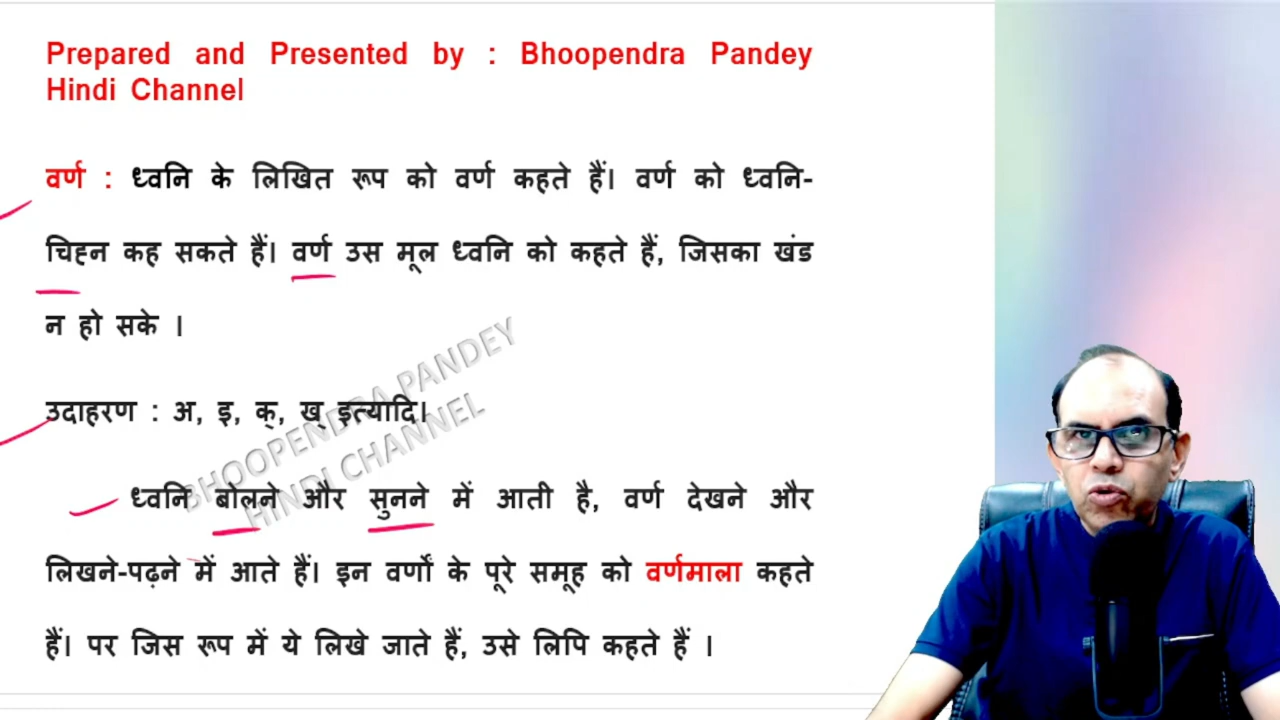 Prepared and Presented by : Bhoopendra Pandey
Hindi Channel
वर्ण : ध्वनि के लिखित रूप को वर्ण कहते हैं। वर्ण को ध्वनि-
चिह्न कह सकते हैं। वर्ण उस मूल ध्वनि को कहते हैं, जिसका खंड
न हो सके ।
उदाहरण : अ, इ, क्, ख् इत्यादि।
ध्वनि बोलने और सुनने में आती है, वर्ण देखने और
लिखने-पढ़ने में आते हैं। इन वर्णों के पूरे समूह को वर्णमाला कहते
हैं। पर जिस रूप में ये लिखे जाते हैं, उसे लिपि कहते हैं ।
BHOOPENDRA PANDEY
HINDI CHANNEL